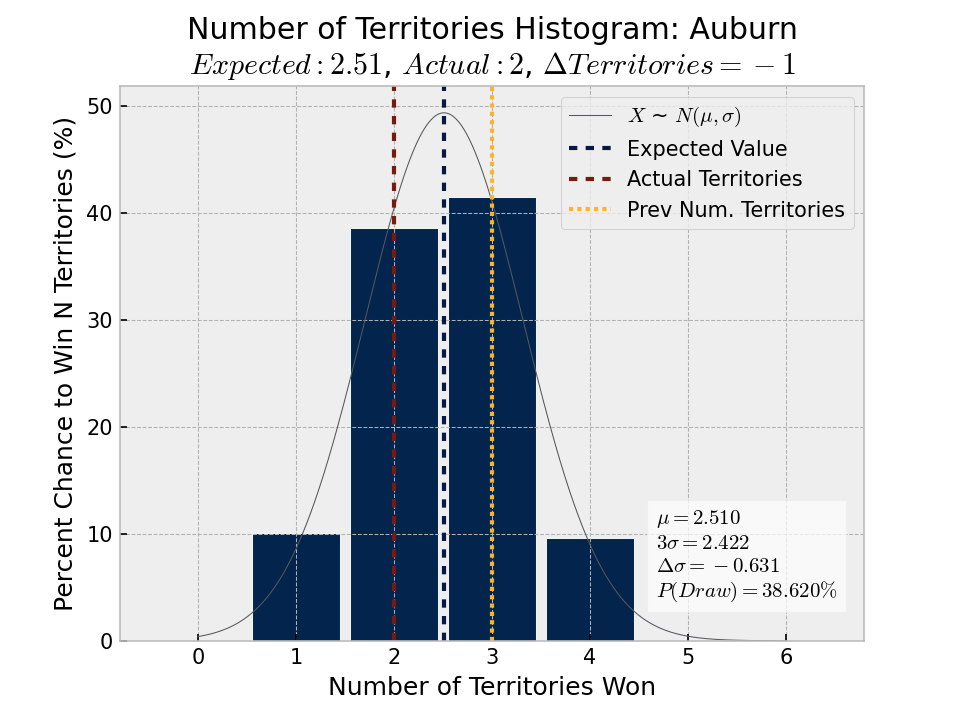 Number of Territories Histogram: Auburn
Expected : 2.51, Actual : 2, ΔTerritories = −1
Percent Chance to Win N Territories (%)
50
40
30
20
10
0
X ~ N(μ, σ)
Expected Value
Actual Territories
Prev Num. Territories
μ = 2.510
3σ = 2.422
Δσ = −0.631
P(Draw) = 38.620%
0 1 2 3 4 5 6
Number of Territories Won